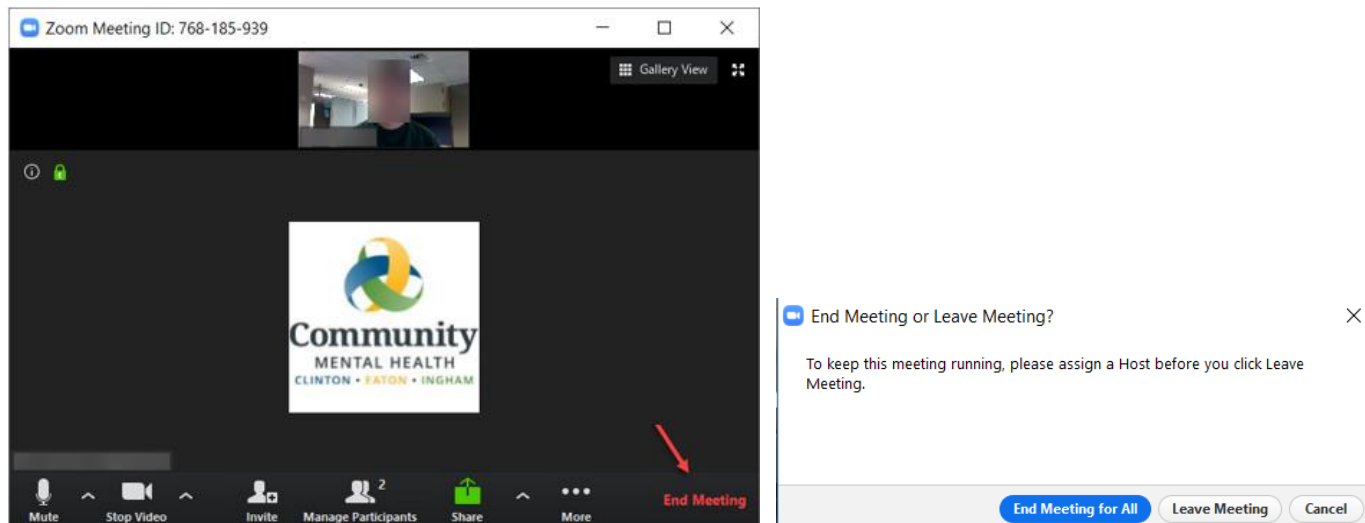 Zoom Meeting ID: 768-185-939
Gallery View
Community
MENTAL HEALTH
CLINTON • EATON • INGHAM
2
Mute Stop Video Invite Manage Participants Share More End Meeting
End Meeting or Leave Meeting?
To keep this meeting running, please assign a Host before you click Leave
Meeting.
End Meeting for All Leave Meeting Cancel